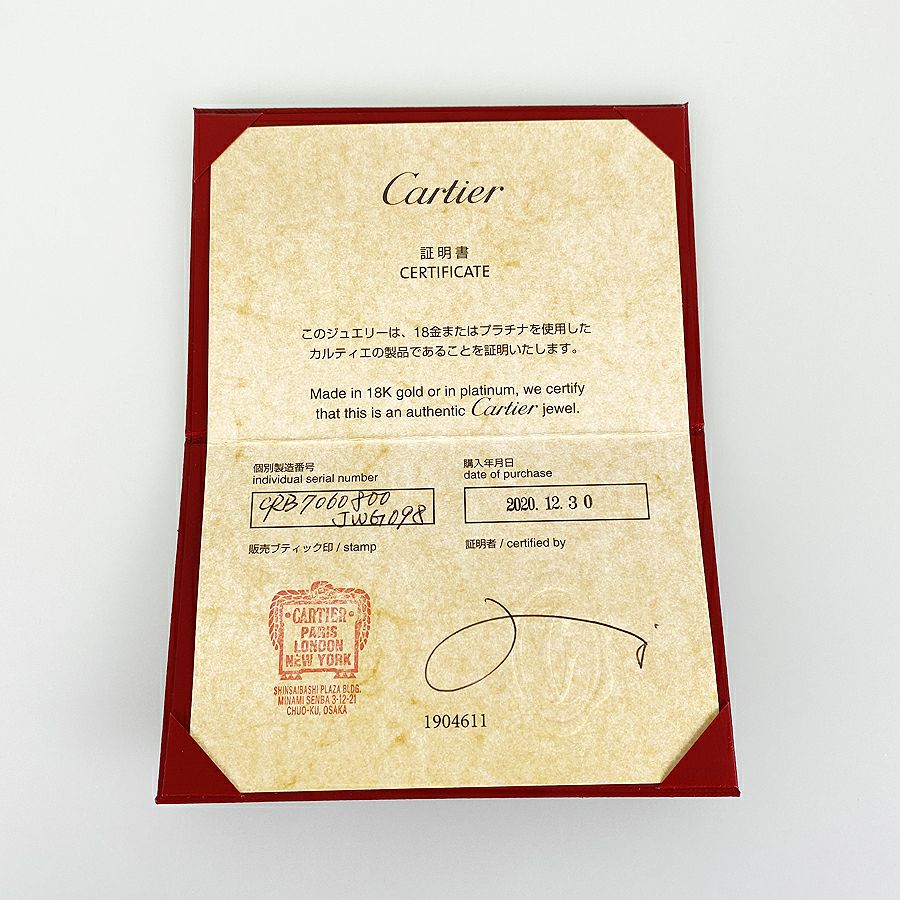 Cartier
証明書
CERTIFICATE
このジュエリーは、18金またはプラチナを使用した
カルティエの製品であることを証明いたします。
Made in 18K gold or in platinum, we certify
that this is an authentic Cartier jewel.
個別製造番号
individual serial number
CRB7060800
JWG098
購入年月日
date of purchase
2020.12.30
販売ブティック印 / stamp
証明者 / certified by
CARTIER
PARIS
LONDON
NEW YORK
SHINSAIBASHI PLAZA BLDG.
MINAMI SENBA 3-12-21
CHUO-KU, OSAKA
1904611